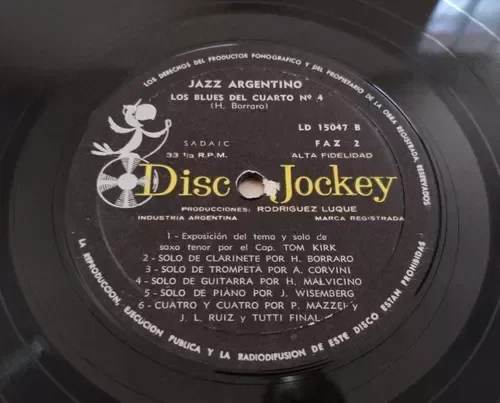 LOS DERECHOS DEL PRODUCTOR FONOGRAFICO Y DEL PROPIETARIO DE LA OBRA REGISTRADA, RESERVADOS
JAZZ ARGENTINO
LOS BLUES DEL CUARTO Nº 4
(H. Borraro)
LD 15047 B
SADAIC FAZ 2
33 1/3 R.P.M. ALTA FIDELIDAD
Disc Jockey
PRODUCCIONES: RODRIGUEZ LUQUE
INDUSTRIA ARGENTINA MARCA REGISTRADA
1 - Exposición del tema y solo de
saxo tenor por el Cap. TOM KIRK
2 - SOLO DE CLARINETE POR H. BORRARO
3 - SOLO DE TROMPETA POR A. CORVINI
4 - SOLO DE GUITARRA POR H. MALVICINO
5 - SOLO DE PIANO POR J. WISEMBERG
6 - CUATRO Y CUATRO POR P. MAZZEI y
J. L. RUIZ y TUTTI FINAL
LA REPRODUCCION, EJECUCION PUBLICA Y LA RADIODIFUSION DE ESTE DISCO ESTAN PROHIBIDAS